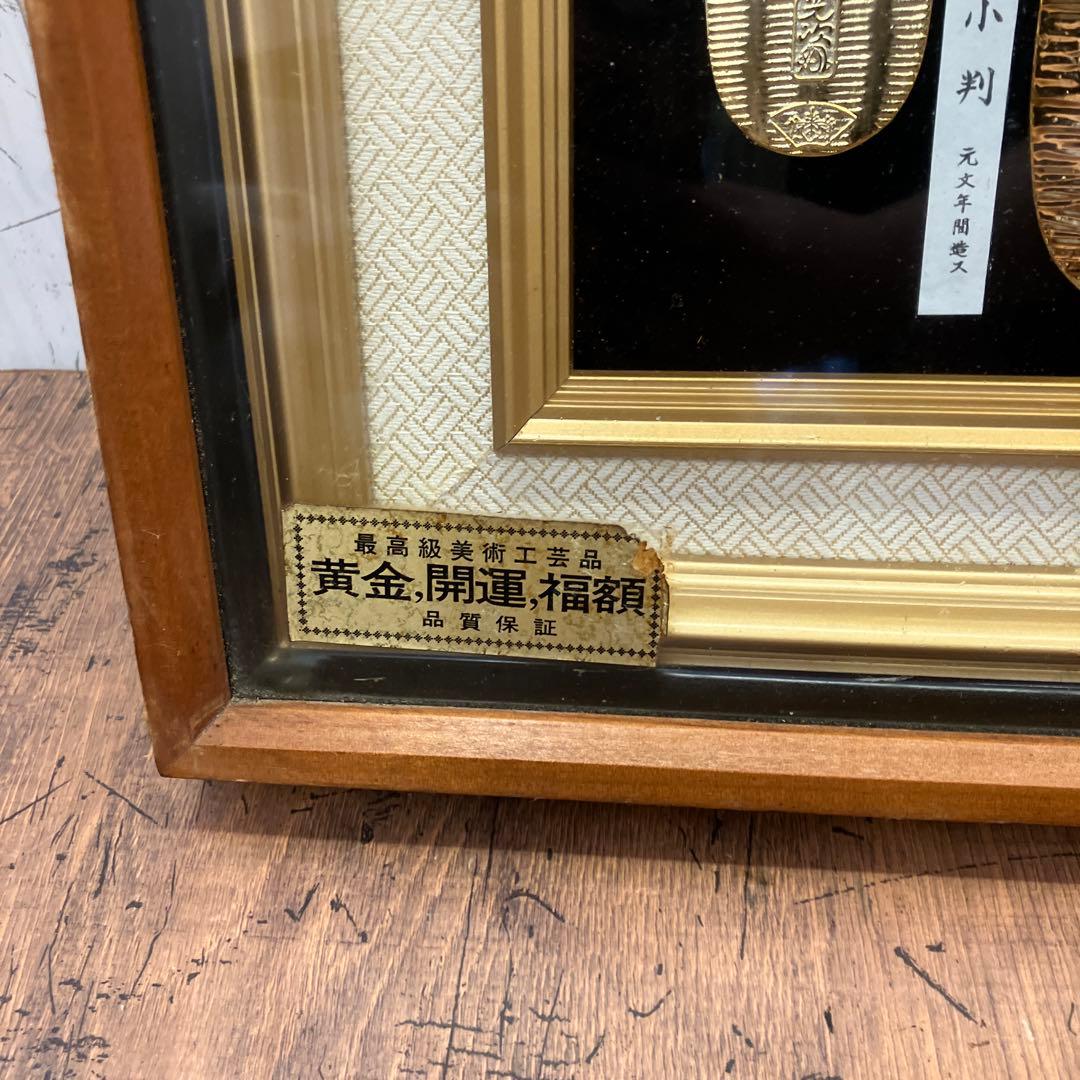 小判
元文年間造ス
最高級美術工芸品
黄金,開運,福額
品質保証